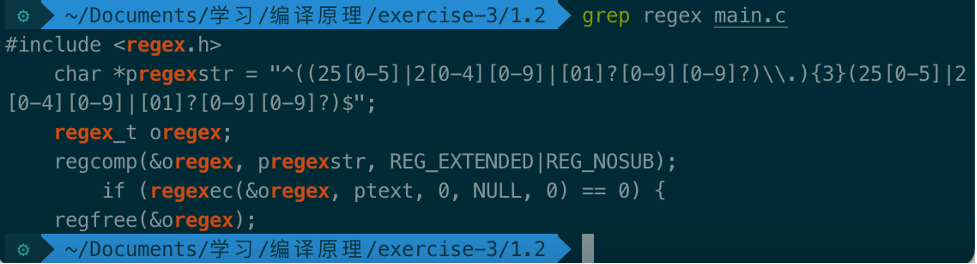 ⚙ ~/Documents/学习/编译原理/exercise-3/1.2 grep regex main.c
#include <regex.h>
    char *pregexstr = "^((25[0-5]|2[0-4][0-9]|[01]?[0-9][0-9]?)\\.){3}(25[0-5]|2
[0-4][0-9]|[01]?[0-9][0-9]?)$";
    regex_t oregex;
    regcomp(&oregex, pregexstr, REG_EXTENDED|REG_NOSUB);
        if (regexec(&oregex, ptext, 0, NULL, 0) == 0) {
    regfree(&oregex);
⚙ ~/Documents/学习/编译原理/exercise-3/1.2